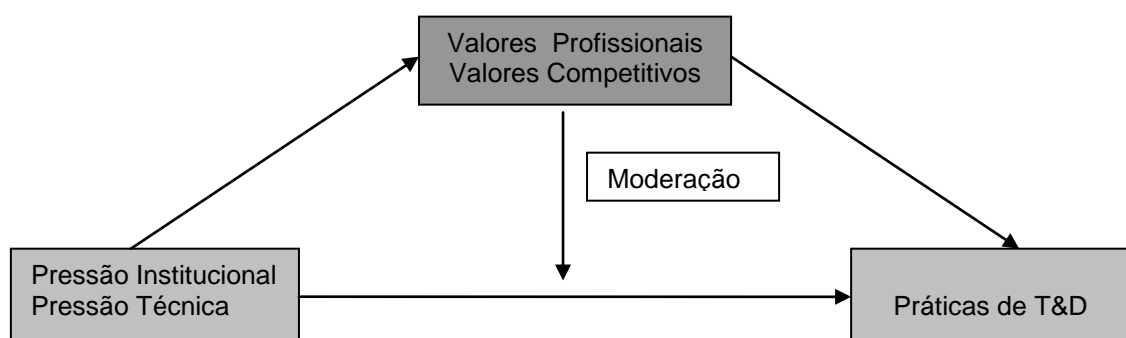 Valores Profissionais
Valores Competitivos
Moderação
Pressão Institucional
Pressão Técnica
Práticas de T&D